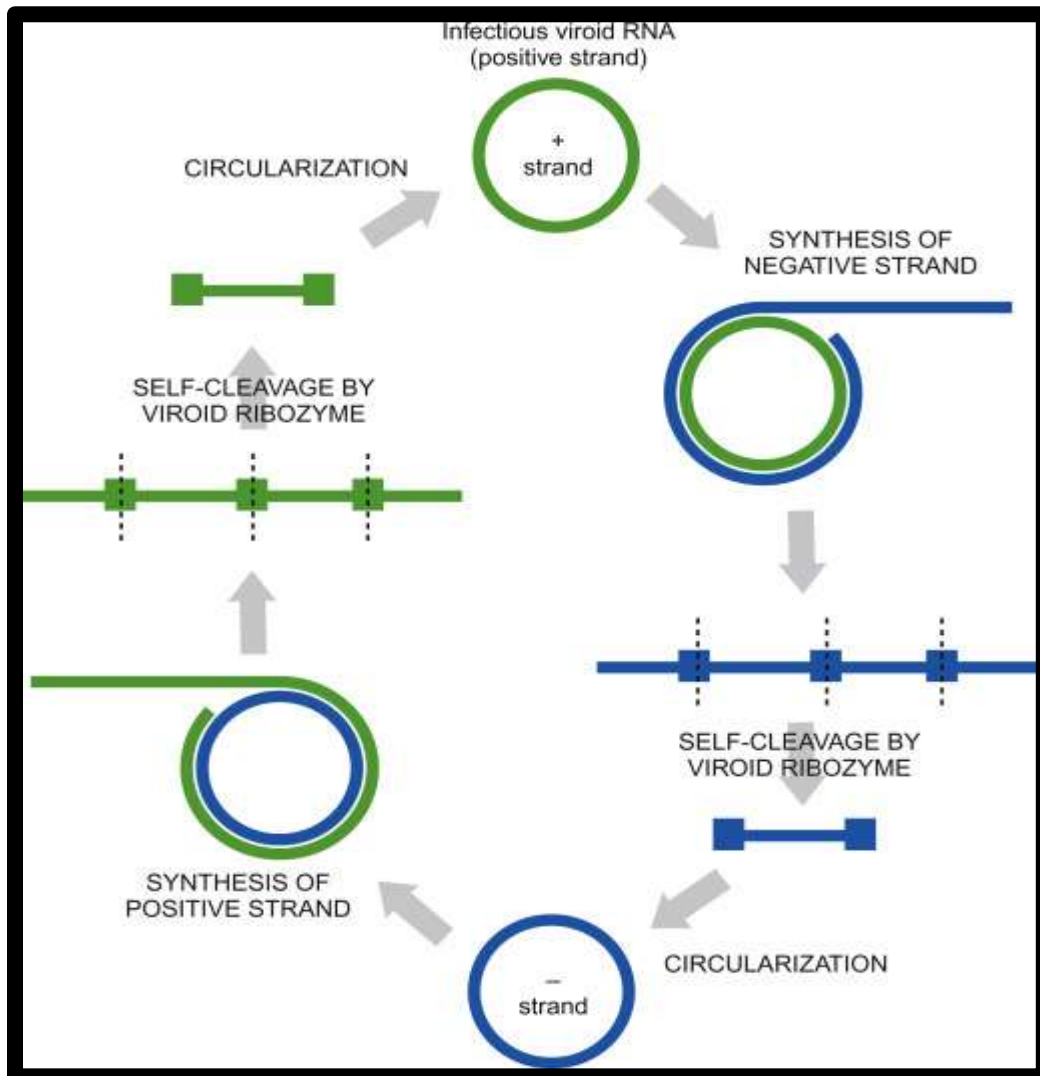 Infectious viroid RNA
(positive strand)
+
strand
CIRCULARIZATION
SYNTHESIS OF
NEGATIVE STRAND
SELF-CLEAVAGE BY
VIROID RIBOZYME
SELF-CLEAVAGE BY
VIROID RIBOZYME
SYNTHESIS OF
POSITIVE STRAND
CIRCULARIZATION
–
strand